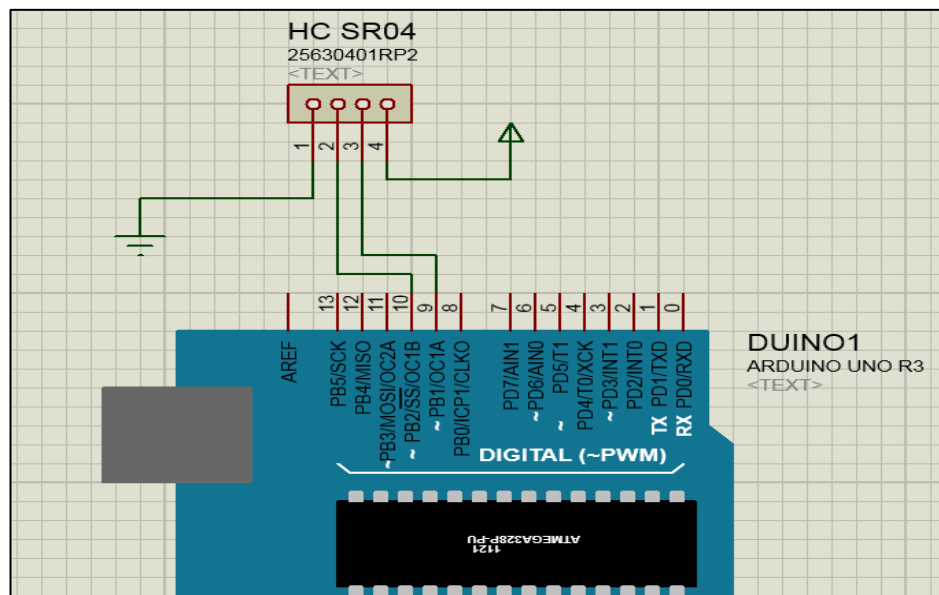 HC SR04
25630401RP2
<TEXT>
1
2
3
4
13
12
11
10
9
8
7
6
5
4
3
2
1
0
DUINO1
ARDUINO UNO R3
<TEXT>
AREF
PB5/SCK
PB4/MISO
~PB3/MOSI/OC2A
~ PB2/SS/OC1B
~ PB1/OC1A
PB0/ICP1/CLKO
PD7/AIN1
~ PD6/AIN0
~ PD5/T1
PD4/T0/XCK
~ PD3/INT1
PD2/INT0
TX PD1/TXD
RX PD0/RXD
DIGITAL (~PWM)
1121
ATMEGA328P-PU